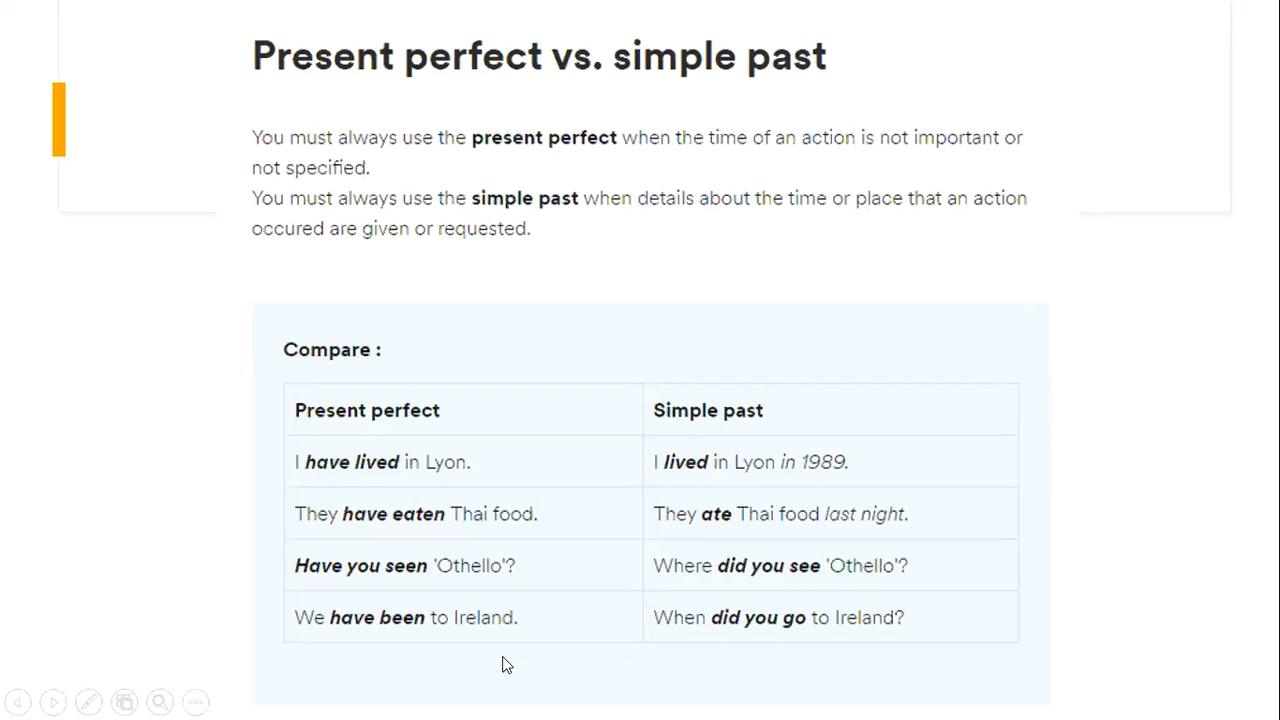 Present perfect vs. simple past
You must always use the present perfect when the time of an action is not important or
not specified.
You must always use the simple past when details about the time or place that an action
occured are given or requested.
Compare :
Present perfect Simple past
I have lived in Lyon. I lived in Lyon in 1989.
They have eaten Thai food. They ate Thai food last night.
Have you seen 'Othello'? Where did you see 'Othello'?
We have been to Ireland. When did you go to Ireland?